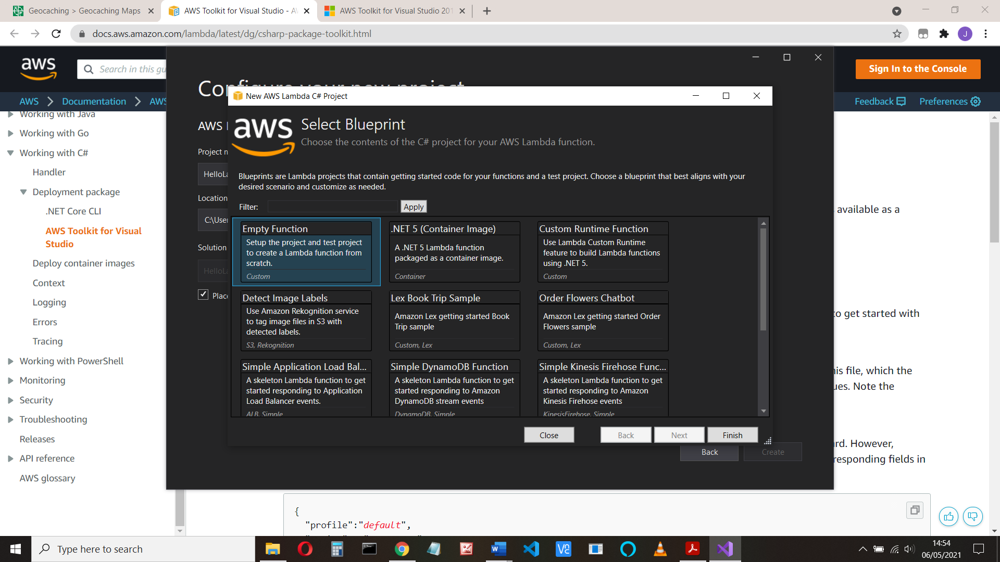 Geocaching > Geocaching Maps
AWS Toolkit for Visual Studio - A
AWS Toolkit for Visual Studio 201
docs.aws.amazon.com/lambda/latest/dg/csharp-package-toolkit.html
J
aws
Search in this gu
Sign In to the Console
AWS
Documentation
AWS
Feedback
Preferences
Working with Java
Working with Go
Working with C#
Handler
Deployment package
.NET Core CLI
AWS Toolkit for Visual
Studio
Deploy container images
Context
Logging
Errors
Tracing
Working with PowerShell
Monitoring
Security
Troubleshooting
Releases
API reference
AWS glossary
Configure your new project
AWS
Project n
HelloLa
Location
C:\User
Solution
HelloLa
Place
Back
Create
New AWS Lambda C# Project
aws
Select Blueprint
Choose the contents of the C# project for your AWS Lambda function.
Blueprints are Lambda projects that contain getting started code for your functions and a test project. Choose a blueprint that best aligns with your
desired scenario and customize as needed.
Filter:
Apply
Empty Function
Setup the project and test project
to create a Lambda function from
scratch.
Custom
.NET 5 (Container Image)
A .NET 5 Lambda function
packaged as a container image.
Container
Custom Runtime Function
Use Lambda Custom Runtime
feature to build Lambda functions
using .NET 5.
Custom
Detect Image Labels
Use Amazon Rekognition service
to tag image files in S3 with
detected labels.
S3, Rekognition
Lex Book Trip Sample
Amazon Lex getting started Book
Trip sample
Custom, Lex
Order Flowers Chatbot
Amazon Lex getting started Order
Flowers sample
Custom, Lex
Simple Application Load Bal...
A skeleton Lambda function to get
started responding to Application
Load Balancer events.
ALB, Simple
Simple DynamoDB Function
A skeleton Lambda function to get
started responding to Amazon
DynamoDB stream events
DynamoDB, Simple
Simple Kinesis Firehose Func...
A skeleton Lambda function to get
started responding to Amazon
Kinesis Firehose events
KinesisFirehose, Simple
Close
Back
Next
Finish
available as a
to get started with
his file, which the
ues. Note the
rd. However,
responding fields in
{
"profile":"default",
Type here to search
14:54
06/05/2021